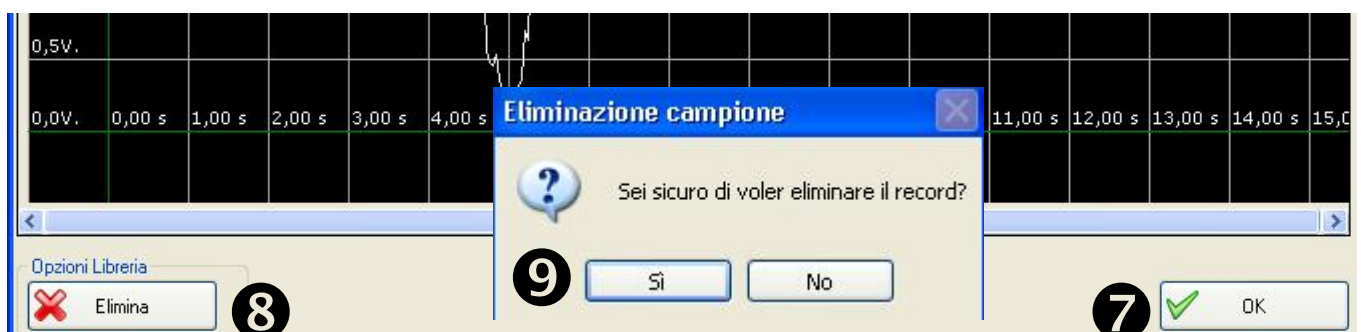 0,5V.
0,0V. 0,00 s 1,00 s 2,00 s 3,00 s 4,00 s 11,00 s 12,00 s 13,00 s 14,00 s 15,0
Eliminazione campione
Sei sicuro di voler eliminare il record?
9 Sì No
Opzioni Libreria
Elimina 8 7 OK